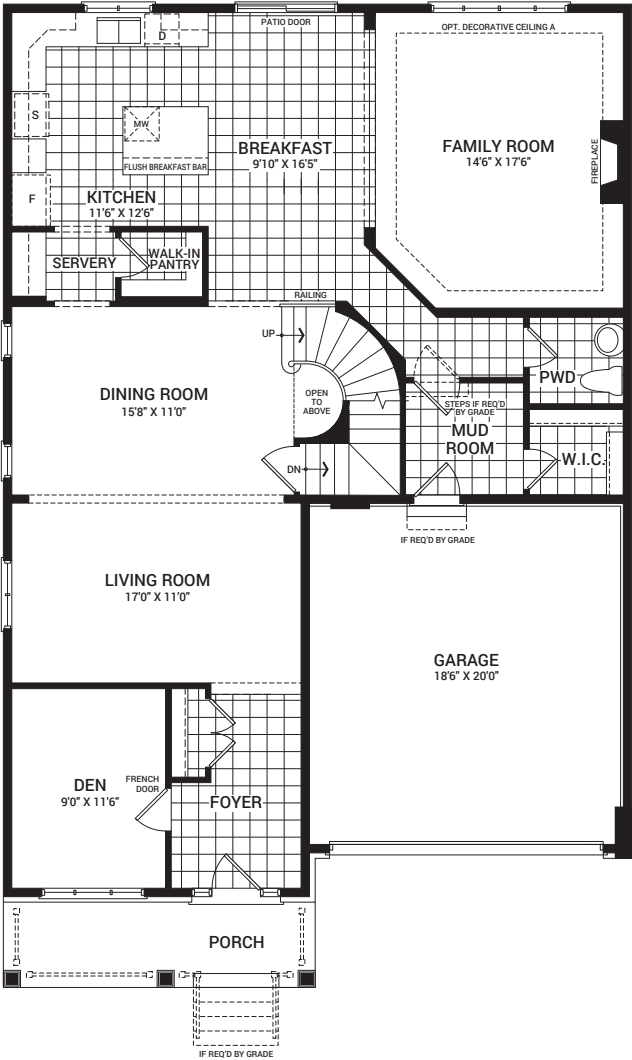 PATIO DOOR
OPT. DECORATIVE CEILING A
D
S
MW
BREAKFAST
9'10" X 16'5"
FAMILY ROOM
14'6" X 17'6"
FIREPLACE
FLUSH BREAKFAST BAR
F
KITCHEN
11'6" X 12'6"
SERVERY
WALK-IN
PANTRY
RAILING
UP
DINING ROOM
15'8" X 11'0"
OPEN
TO
ABOVE
PWD
STEPS IF REQ'D
BY GRADE
MUD
ROOM
W.I.C.
DN
IF REQ'D BY GRADE
LIVING ROOM
17'0" X 11'0"
GARAGE
18'6" X 20'0"
DEN
9'0" X 11'6"
FRENCH
DOOR
FOYER
PORCH
IF REQ'D BY GRADE